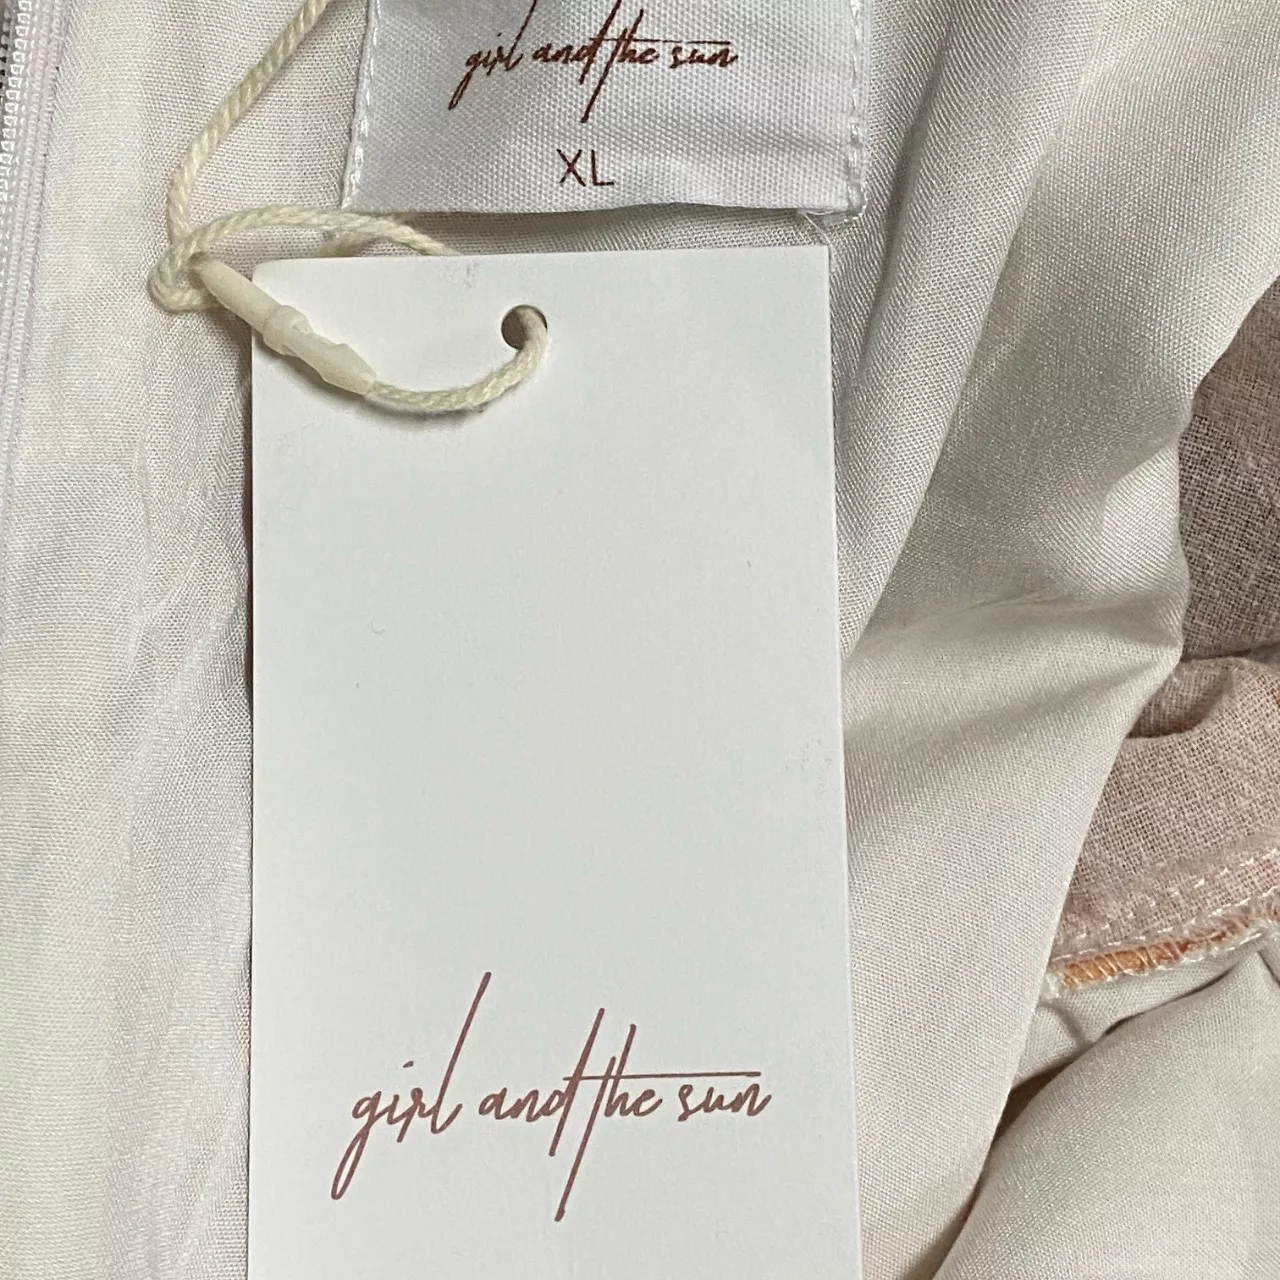 girl and the sun
XL
girl and the sun